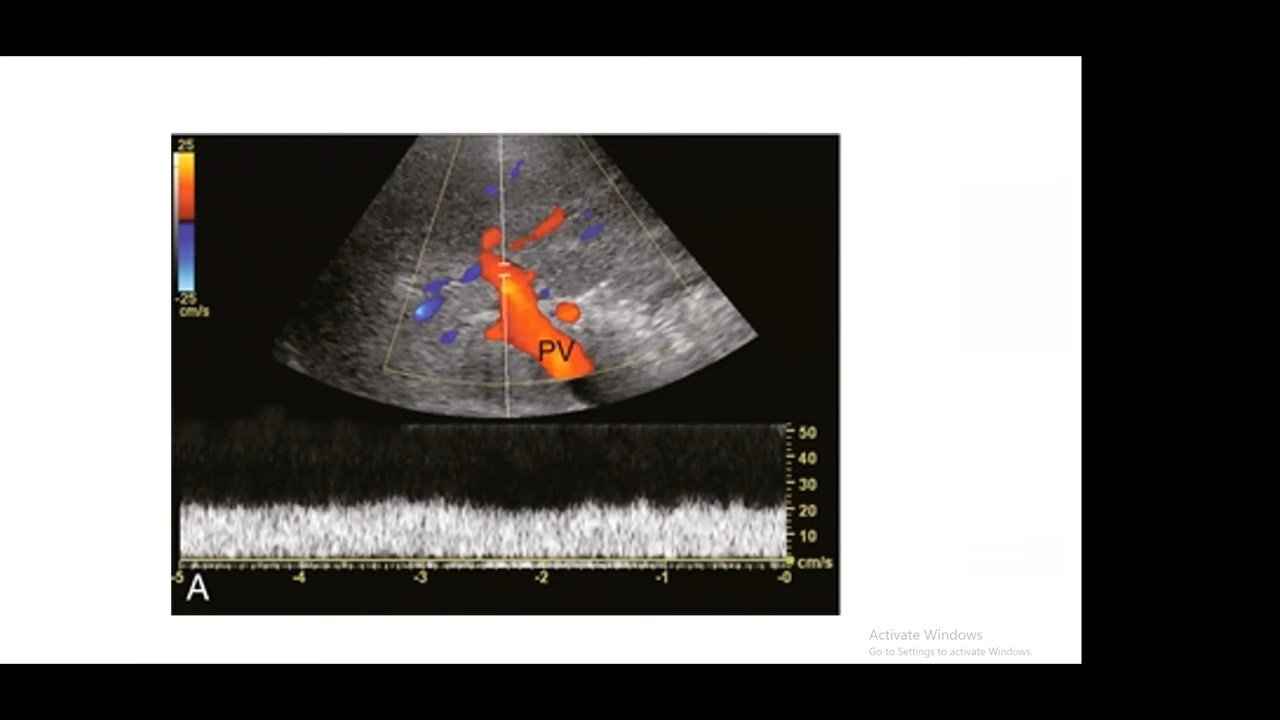 25
-25
cm/s
PV
50
40
30
20
10
cm/s
-5 -4 -3 -2 -1 -0
A
Activate Windows
Go to Settings to activate Windows.